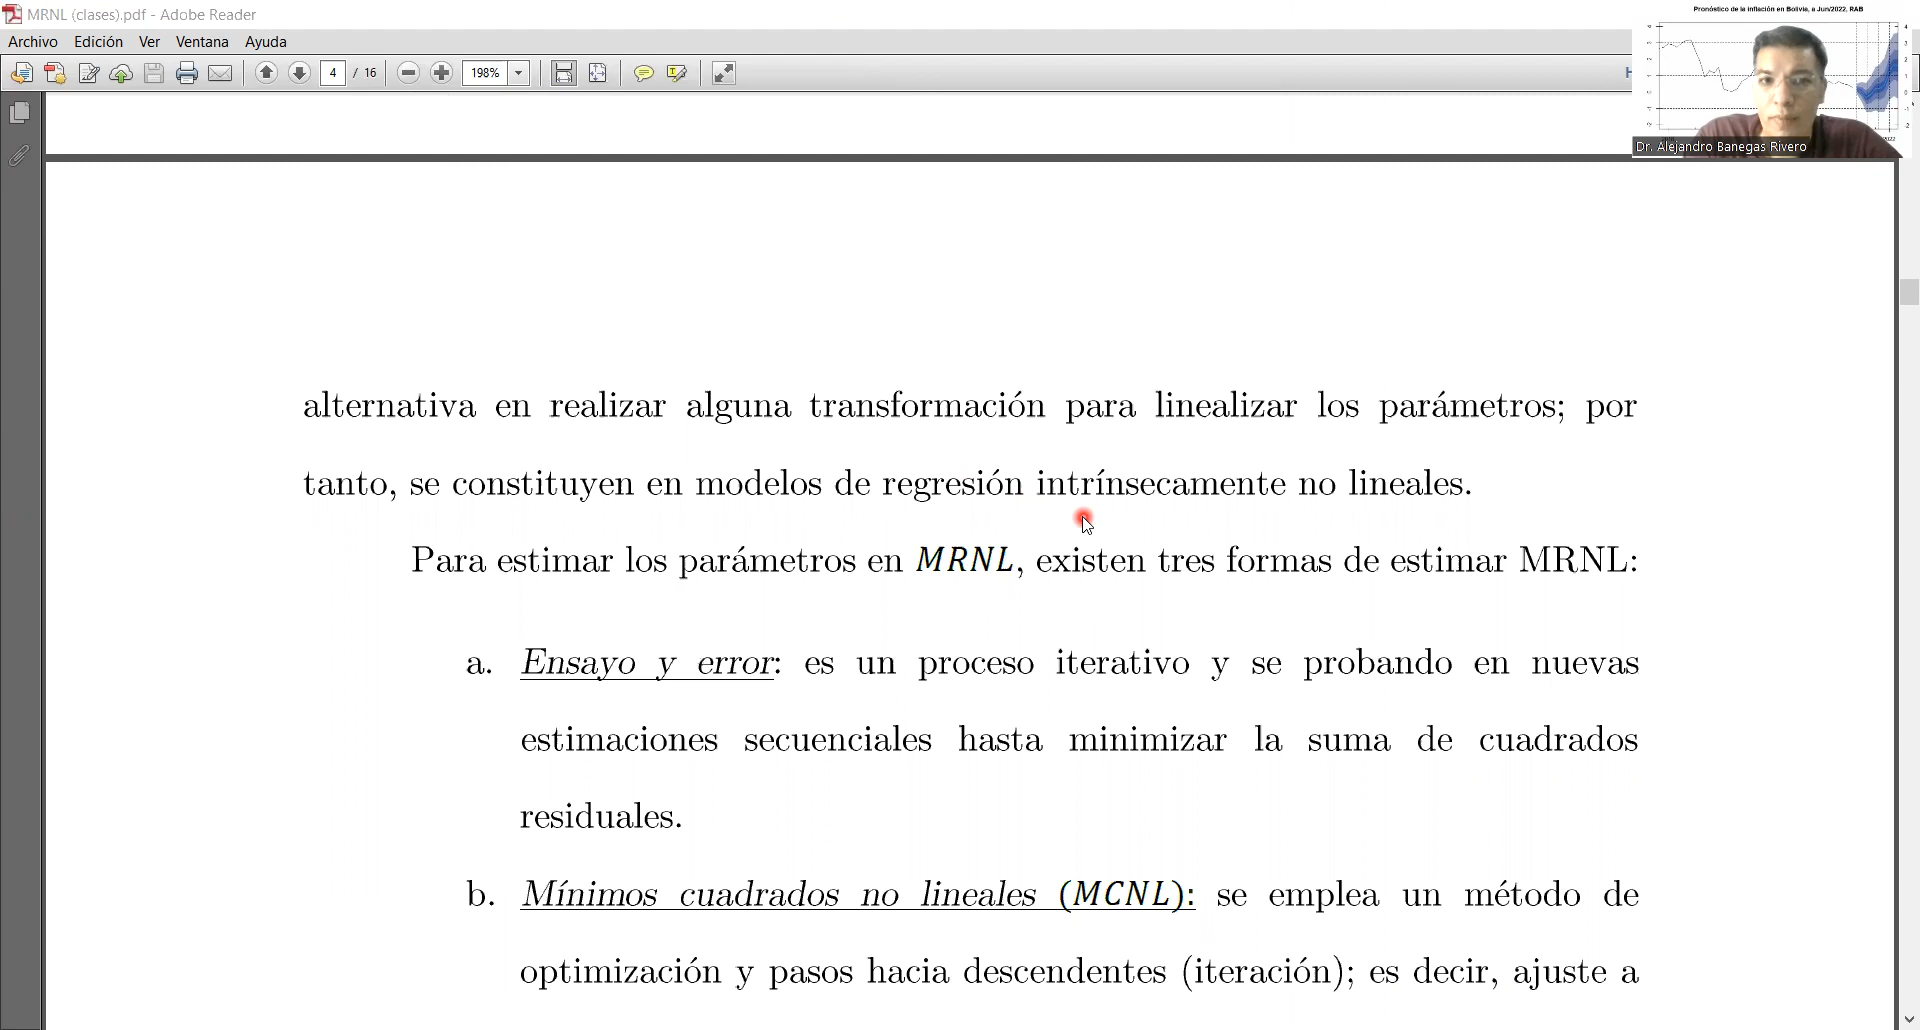 MRNL (clases).pdf - Adobe Reader
Archivo Edición Ver Ventana Ayuda
4 / 16 198%
Pronóstico de la inflación en Bolivia, a Jun/2022, RAB
Dr. Alejandro Banegas Rivero
alternativa en realizar alguna transformación para linealizar los parámetros; por
tanto, se constituyen en modelos de regresión intrínsecamente no lineales.
Para estimar los parámetros en MRNL, existen tres formas de estimar MRNL:
a. Ensayo y error: es un proceso iterativo y se probando en nuevas
estimaciones secuenciales hasta minimizar la suma de cuadrados
residuales.
b. Mínimos cuadrados no lineales (MCNL): se emplea un método de
optimización y pasos hacia descendentes (iteración); es decir, ajuste a